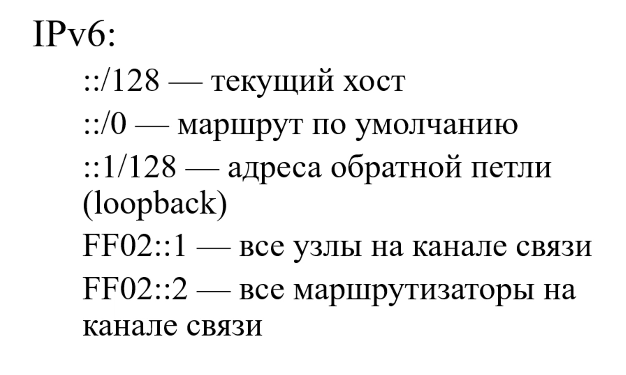 IPv6:
::/128 — текущий хост
::/0 — маршрут по умолчанию
::1/128 — адреса обратной петли
(loopback)
FF02::1 — все узлы на канале связи
FF02::2 — все маршрутизаторы на
канале связи